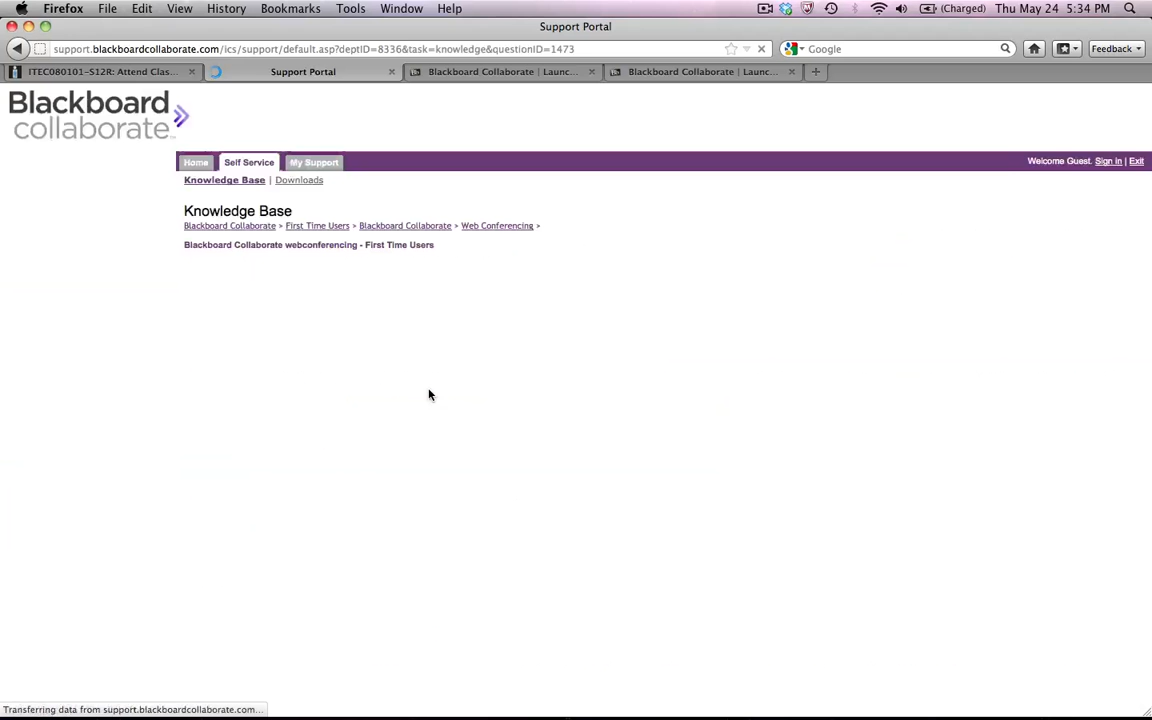 Firefox File Edit View History Bookmarks Tools Window Help (Charged) Thu May 24 5:34 PM
Support Portal
support.blackboardcollaborate.com/ics/support/default.asp?deptID=8336&task=knowledge&questionID=1473 Google Feedback
ITEC080101-S12R: Attend Clas... Support Portal Blackboard Collaborate | Launc... Blackboard Collaborate | Launc...
Blackboard
collaborate
Home Self Service My Support Welcome Guest. Sign in | Exit
Knowledge Base | Downloads
Knowledge Base
Blackboard Collaborate > First Time Users > Blackboard Collaborate > Web Conferencing >
Blackboard Collaborate webconferencing - First Time Users
Transferring data from support.blackboardcollaborate.com...